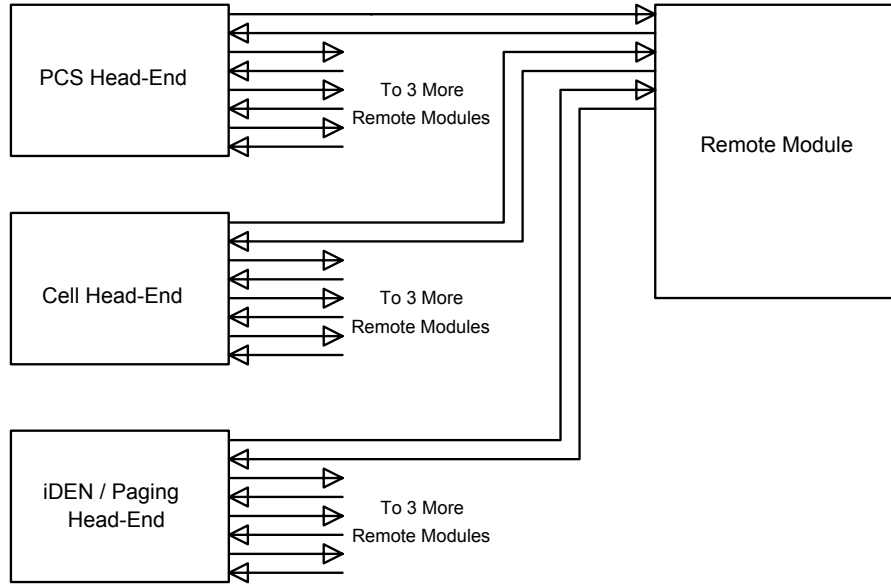 PCS Head-End
To 3 More
Remote Modules
Remote Module
Cell Head-End
To 3 More
Remote Modules
iDEN / Paging
Head-End
To 3 More
Remote Modules